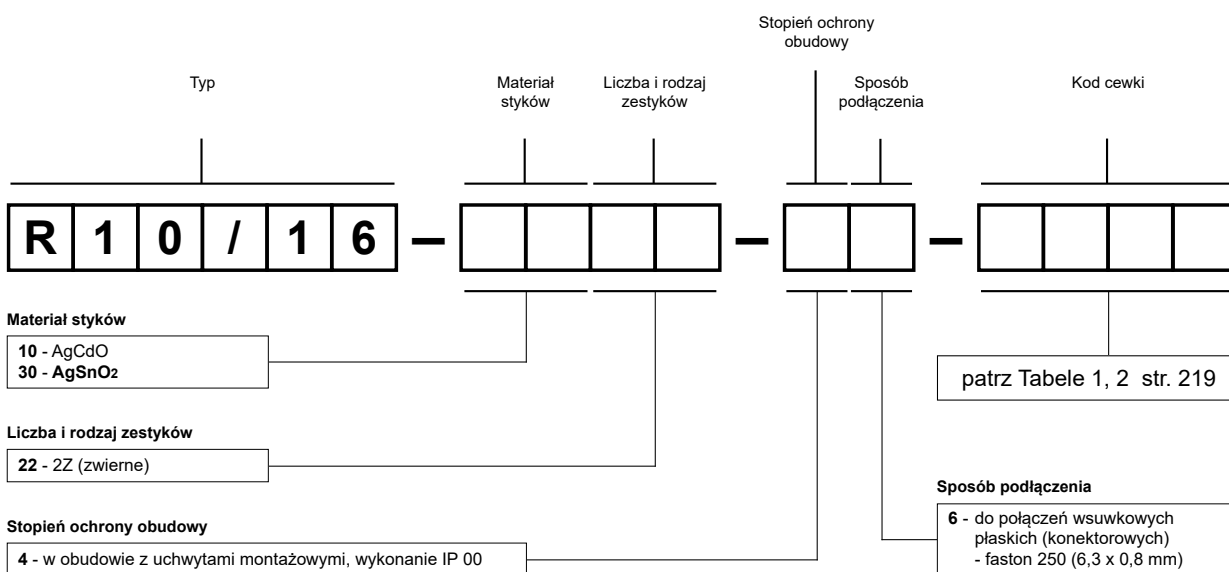 Stopień ochrony
obudowy
Typ
Materiał
styków
Liczba i rodzaj
zestyków
Sposób
podłączenia
Kod cewki
R 1 0 / 1 6 – – –
Materiał styków
10 - AgCdO
30 - AgSnO2
patrz Tabele 1, 2 str. 219
Liczba i rodzaj zestyków
22 - 2Z (zwierne)
Stopień ochrony obudowy
4 - w obudowie z uchwytami montażowymi, wykonanie IP 00
Sposób podłączenia
6 - do połączeń wsuwkowych
płaskich (konektorowych)
- faston 250 (6,3 x 0,8 mm)